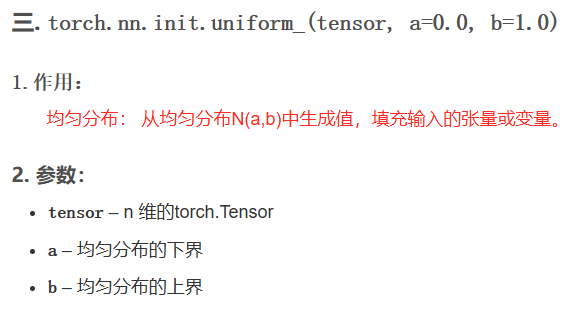 三. torch.nn.init.uniform_(tensor, a=0.0, b=1.0)
1. 作用：
均匀分布： 从均匀分布N(a,b)中生成值，填充输入的张量或变量。
2. 参数：
• tensor – n 维的torch.Tensor
• a – 均匀分布的下界
• b – 均匀分布的上界